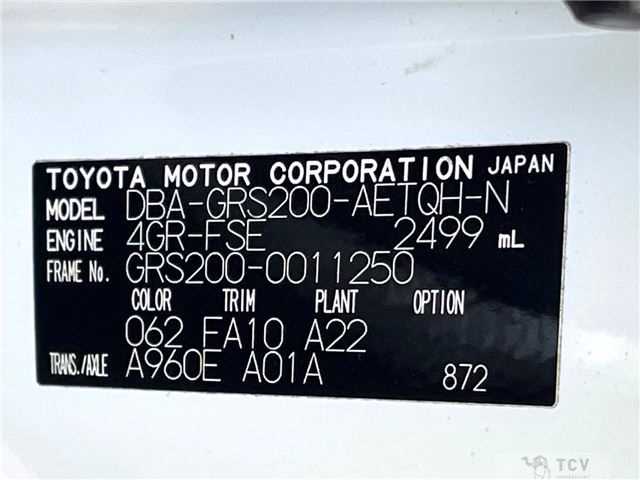 TOYOTA MOTOR CORPORATION JAPAN
MODEL DBA-GRS200-AETQH-N
ENGINE 4GR-FSE 2499 mL
FRAME No. GRS200-0011250
COLOR TRIM PLANT OPTION
062 FA10 A22
TRANS./AXLE A960E A01A 872
TCV